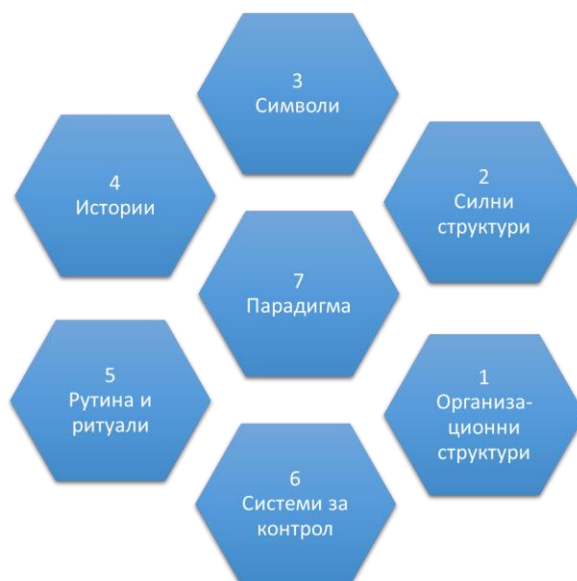 3
Символи
4
Истории
2
Силни
структури
7
Парадигма
5
Рутина и
ритуали
1
Организа-
ционни
структури
6
Системи за
контрол